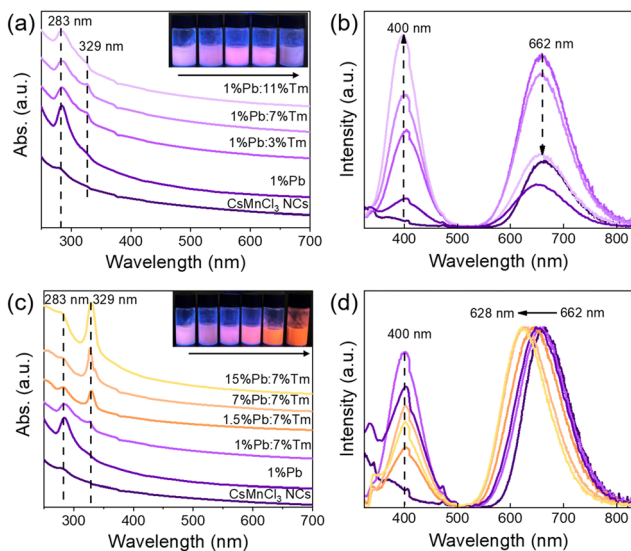 (a)
283 nm
329 nm
1%Pb:11%Tm
1%Pb:7%Tm
1%Pb:3%Tm
1%Pb
CsMnCl₃ NCs
Abs. (a.u.)
300 400 500 600 700
Wavelength (nm)
(b)
400 nm
662 nm
Intensity (a.u.)
400 500 600 700 800
Wavelength (nm)
(c)
283 nm 329 nm
15%Pb:7%Tm
7%Pb:7%Tm
1.5%Pb:7%Tm
1%Pb:7%Tm
1%Pb
CsMnCl₃ NCs
Abs. (a.u.)
300 400 500 600 700
Wavelength (nm)
(d)
628 nm 662 nm
400 nm
Intensity (a.u.)
400 500 600 700 800
Wavelength (nm)